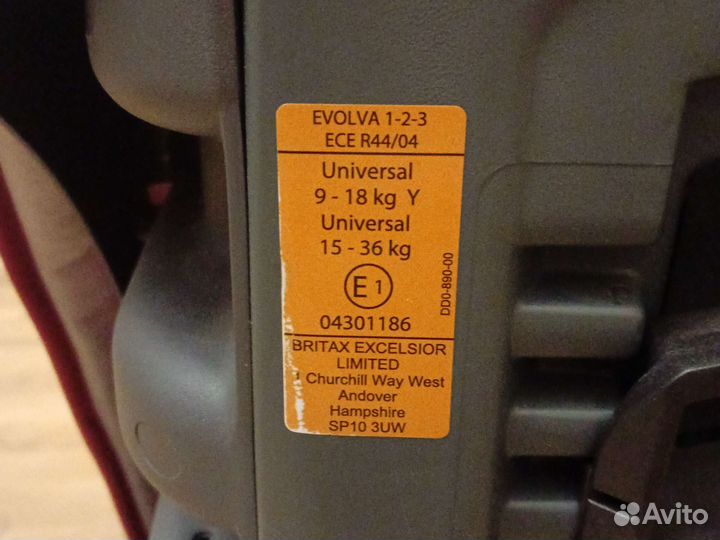 EVOLVA 1-2-3
ECE R44/04
Universal
9 - 18 kg Y
Universal
15 - 36 kg
E 1
04301186
DD0-890-00
BRITAX EXCELSIOR
LIMITED
1 Churchill Way West
Andover
Hampshire
SP10 3UW
Avito